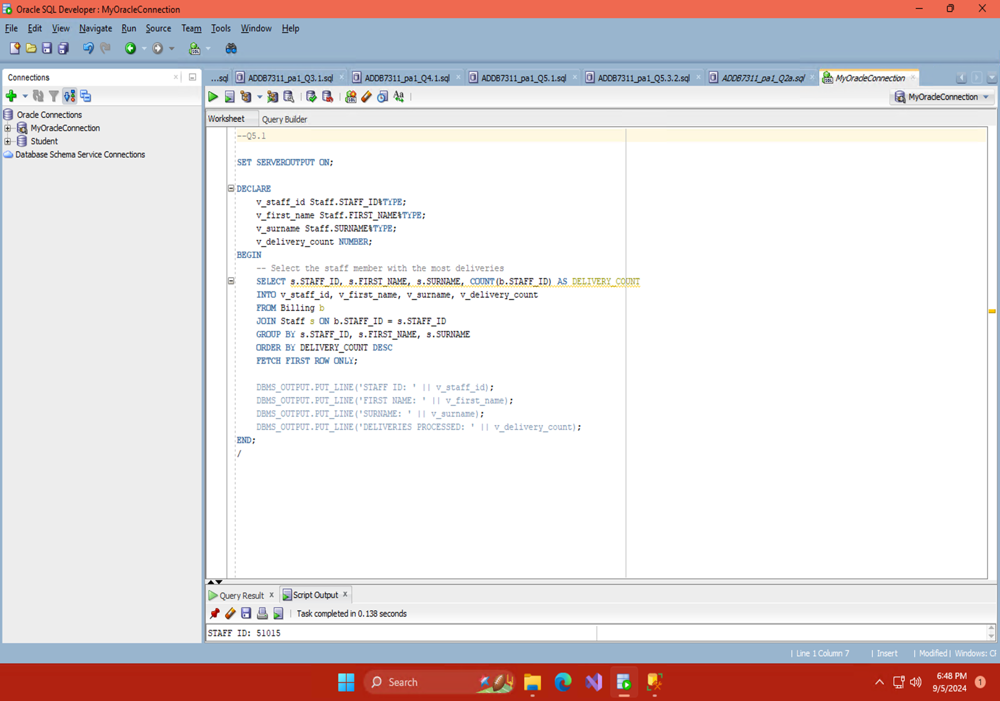 Oracle SQL Developer : MyOracleConnection
File Edit View Navigate Run Source Team Tools Window Help
Connections
...sql ADDB7311_pa1_Q3.1.sql ADDB7311_pa1_Q4.1.sql ADDB7311_pa1_Q5.1.sql ADDB7311_pa1_Q5.3.2.sql ADDB7311_pa1_Q2a.sql MyOracleConnection
MyOracleConnection
Oracle Connections
MyOracleConnection
Student
Database Schema Service Connections
Worksheet Query Builder
--Q5.1
SET SERVEROUTPUT ON;
DECLARE
v_staff_id Staff.STAFF_ID%TYPE;
v_first_name Staff.FIRST_NAME%TYPE;
v_surname Staff.SURNAME%TYPE;
v_delivery_count NUMBER;
BEGIN
-- Select the staff member with the most deliveries
SELECT s.STAFF_ID, s.FIRST_NAME, s.SURNAME, COUNT(b.STAFF_ID) AS DELIVERY_COUNT
INTO v_staff_id, v_first_name, v_surname, v_delivery_count
FROM Billing b
JOIN Staff s ON b.STAFF_ID = s.STAFF_ID
GROUP BY s.STAFF_ID, s.FIRST_NAME, s.SURNAME
ORDER BY DELIVERY_COUNT DESC
FETCH FIRST ROW ONLY;
DBMS_OUTPUT.PUT_LINE('STAFF ID: ' || v_staff_id);
DBMS_OUTPUT.PUT_LINE('FIRST NAME: ' || v_first_name);
DBMS_OUTPUT.PUT_LINE('SURNAME: ' || v_surname);
DBMS_OUTPUT.PUT_LINE('DELIVERIES PROCESSED: ' || v_delivery_count);
END;
/
Query Result x Script Output x
Task completed in 0.138 seconds
STAFF ID: 51015
| Line 1 Column 7 | Insert | Modified | Windows: CF
Search
6:48 PM
9/5/2024
1